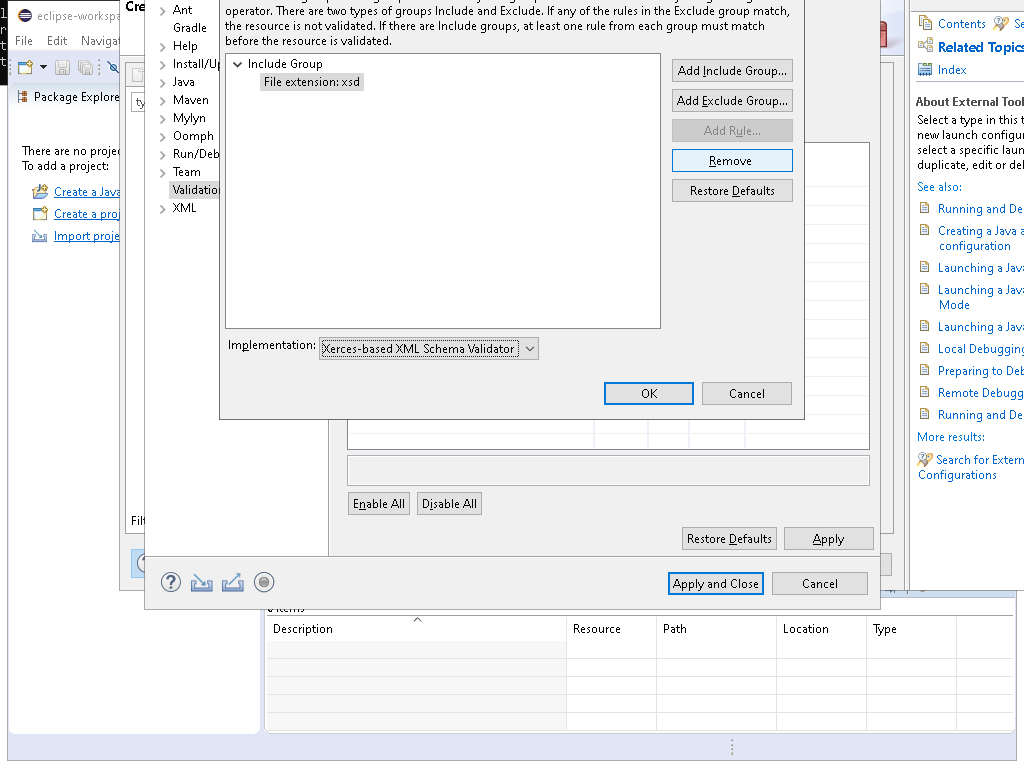 eclipse-workspa
File Edit Navigat
Package Explore
There are no projec
To add a project:
Create a Java
Create a proj
Import proje
Cre
ty
Filt
Ant
Gradle
Help
Install/Up
Java
Maven
Mylyn
Oomph
Run/Deb
Team
Validation
XML
operator. There are two types of groups Include and Exclude. If any of the rules in the Exclude group match,
the resource is not validated. If there are Include groups, at least one rule from each group must match
before the resource is validated.
Include Group
File extension: xsd
Add Include Group...
Add Exclude Group...
Add Rule...
Remove
Restore Defaults
Implementation:
Xerces-based XML Schema Validator
OK
Cancel
Enable All
Disable All
Restore Defaults
Apply
Apply and Close
Cancel
Contents
Se
Related Topics
Index
About External Tool
Select a type in this t
new launch configur
select a specific laun
duplicate, edit or del
See also:
Running and De
Creating a Java a
configuration
Launching a Java
Launching a Java
Mode
Launching a Java
Local Debugging
Preparing to Deb
Remote Debugg
Running and De
More results:
Search for Extern
Configurations
0 items
Description
Resource
Path
Location
Type